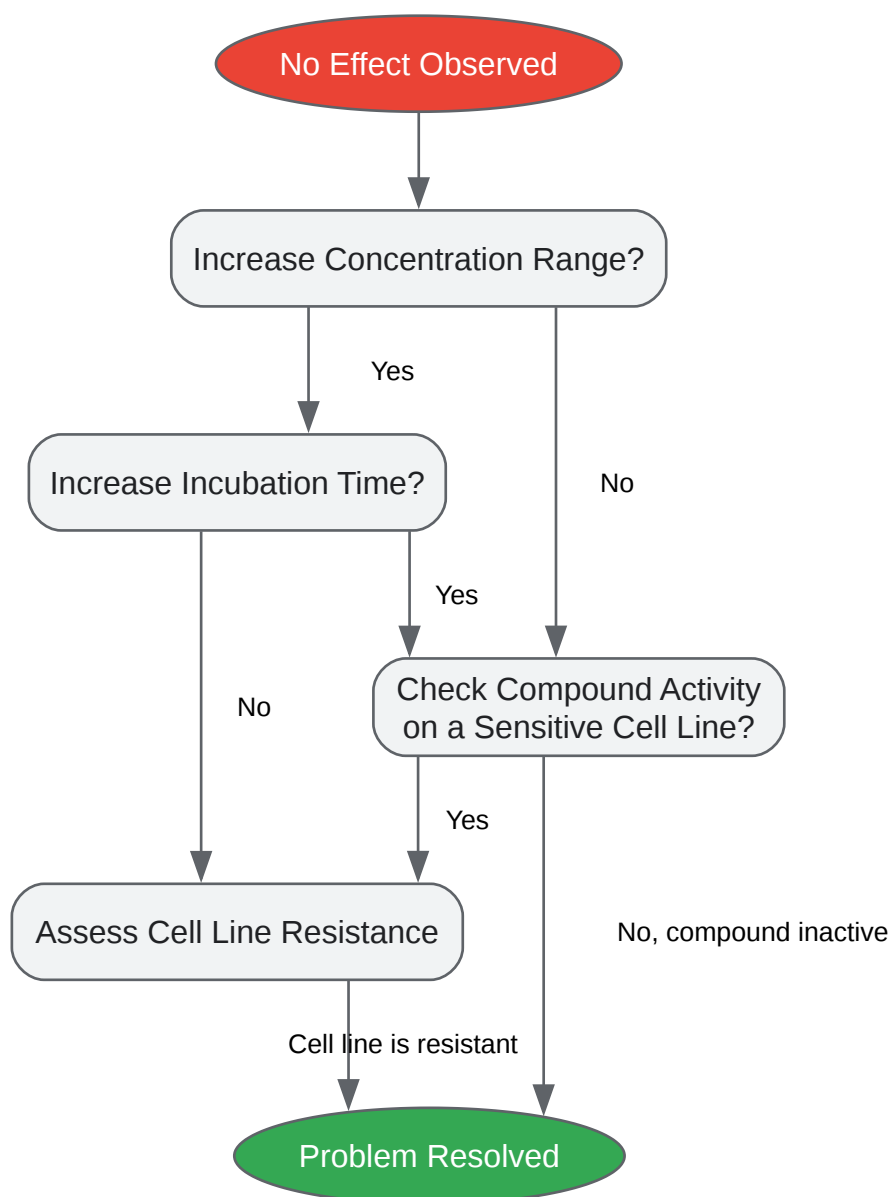 No Effect Observed
Increase Concentration Range?
Yes
Increase Incubation Time?
No
Yes
Check Compound Activity
on a Sensitive Cell Line?
No
Yes
Assess Cell Line Resistance
No, compound inactive
Cell line is resistant
Problem Resolved